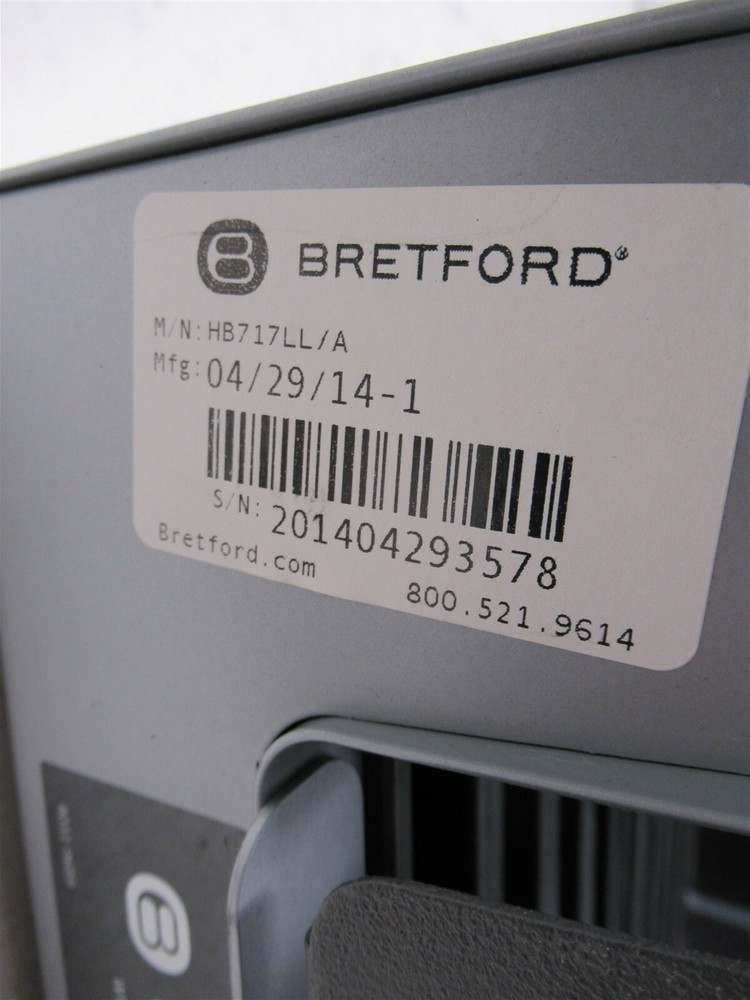 BRETFORD®
M/N: HB717LL/A
Mfg: 04/29/14-1
S/N: 201404293578
Bretford.com
800.521.9614